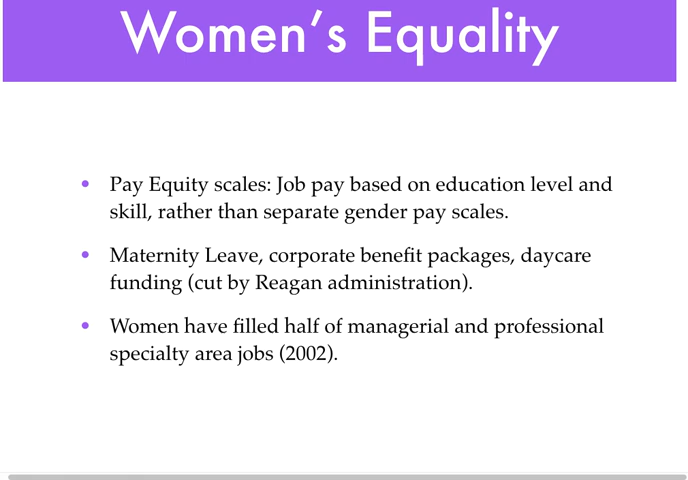 Women’s Equality
• Pay Equity scales: Job pay based on education level and
skill, rather than separate gender pay scales.
• Maternity Leave, corporate benefit packages, daycare
funding (cut by Reagan administration).
• Women have filled half of managerial and professional
specialty area jobs (2002).